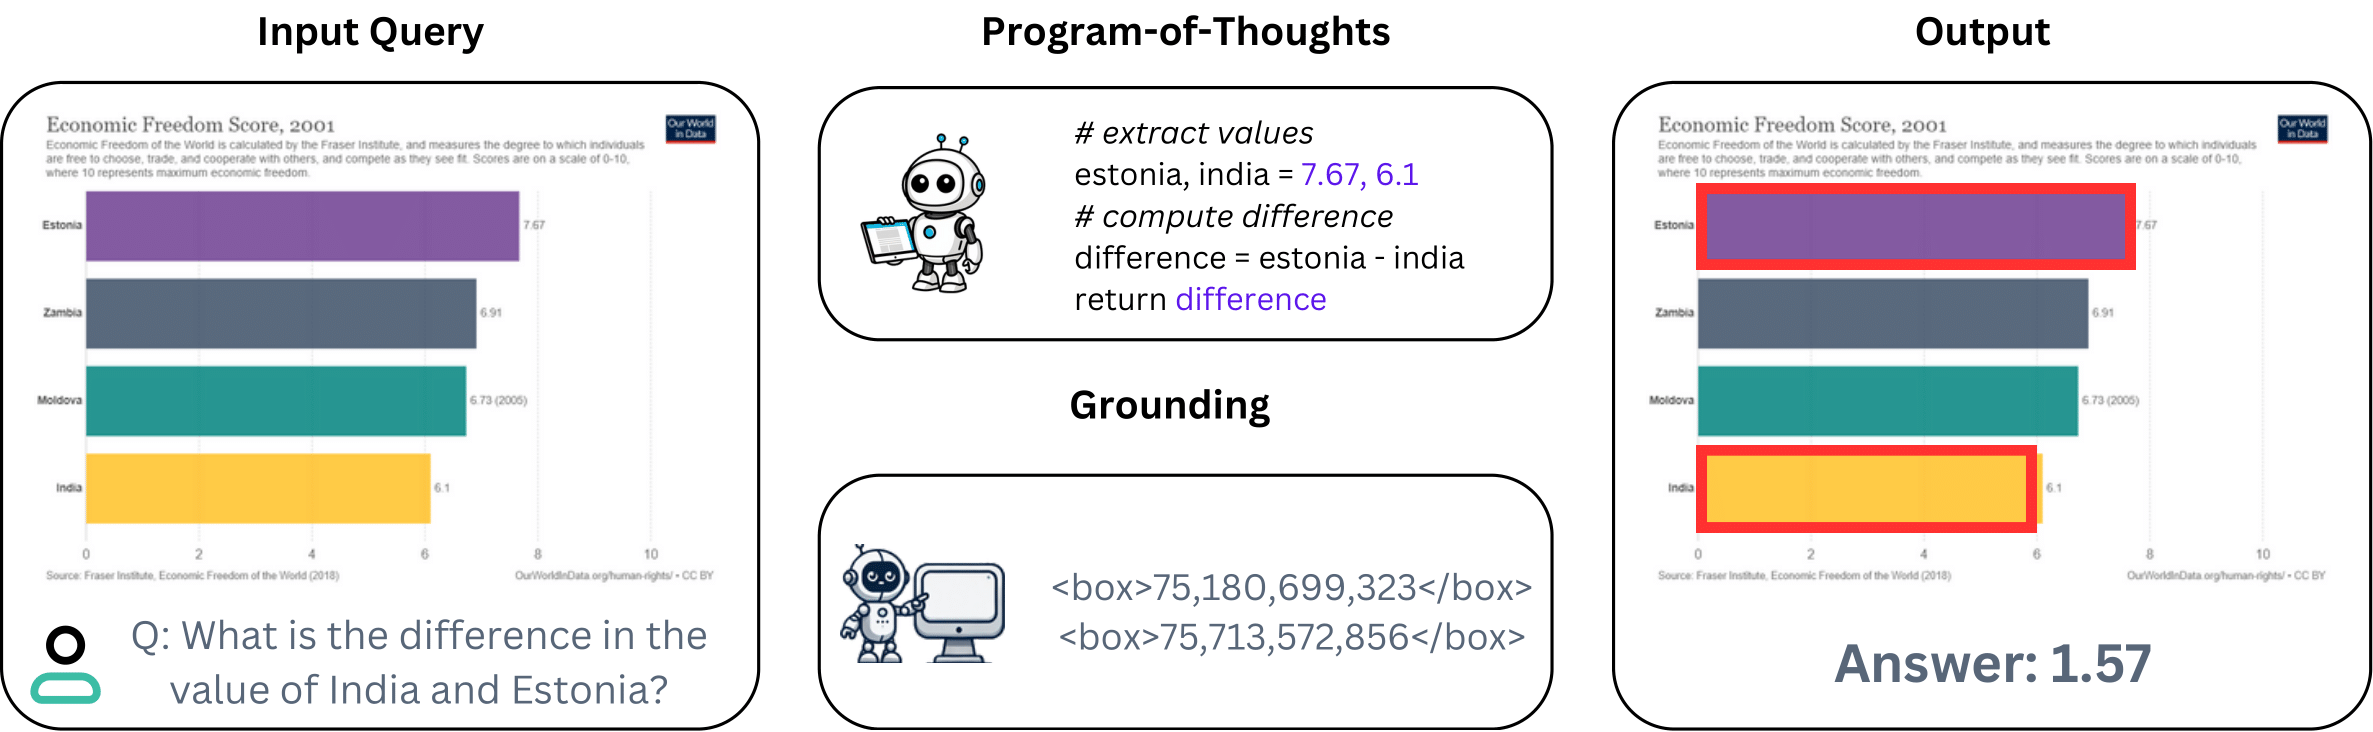 Input Query
Economic Freedom Score, 2001
Our World
in Data
Economic Freedom of the World is calculated by the Fraser Institute, and measures the degree to which individuals
are free to choose, trade, and cooperate with others, and compete as they see fit. Scores are on a scale of 0-10,
where 10 represents maximum economic freedom.
Estonia
7.67
Zambia
6.91
Moldova
6.73 (2005)
India
6.1
0 2 4 6 8 10
Source: Fraser Institute, Economic Freedom of the World (2018)
OurWorldInData.org/human-rights/ • CC BY
Q: What is the difference in the
value of India and Estonia?
Program-of-Thoughts
# extract values
estonia, india = 7.67, 6.1
# compute difference
difference = estonia - india
return difference
Grounding
<box>75,180,699,323</box>
<box>75,713,572,856</box>
Output
Economic Freedom Score, 2001
Our World
in Data
Economic Freedom of the World is calculated by the Fraser Institute, and measures the degree to which individuals
are free to choose, trade, and cooperate with others, and compete as they see fit. Scores are on a scale of 0-10,
where 10 represents maximum economic freedom.
Estonia
7.67
Zambia
6.91
Moldova
6.73 (2005)
India
6.1
0 2 4 6 8 10
Source: Fraser Institute, Economic Freedom of the World (2018)
OurWorldInData.org/human-rights/ • CC BY
Answer: 1.57